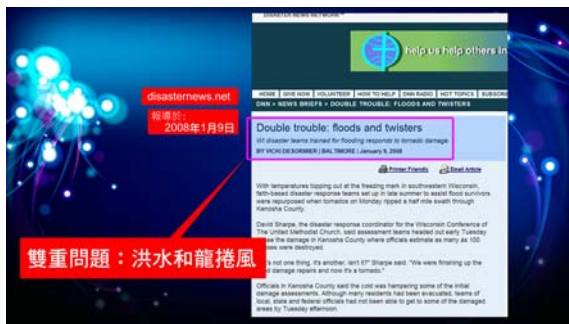 DISASTER NEWS NETWORK
help us help others in
HOME GIVE NOW VOLUNTEER HOW TO HELP DNN RADIO HOT TOPICS SUBSCRI
DNN > NEWS BRIEFS > DOUBLE TROUBLE: FLOODS AND TWISTERS
disasternews.net
報導於:
2008年1月9日
Double trouble: floods and twisters
WI disaster teams trained for flooding responds to tornado damage.
BY VICKI DESORMIER | BALTIMORE | January 9, 2008
Printer Friendly Email Article
With temperatures topping out at the freezing mark in southwestern Wisconsin,
faith-based disaster response teams set up in late summer to assist flood survivors
were repurposed when tornados on Monday ripped a half mile swath through
Kenosha County.
David Sharpe, the disaster response coordinator for the Wisconsin Conference of
The United Methodist Church, said assessment teams headed out early Tuesday
the damage in Kenosha County where officials estimate as many as 100
were destroyed.
not one thing, it's another, isn't it?" Sharpe said. "We were finishing up the
damage repairs and now it's a tornado."
雙重問題：洪水和龍捲風
Officials in Kenosha County said the cold was hampering some of the initial
damage assessments. Although many residents had been evacuated, teams of
local, state and federal officials had not been able to get to some of the damaged
areas by Tuesday afternoon.